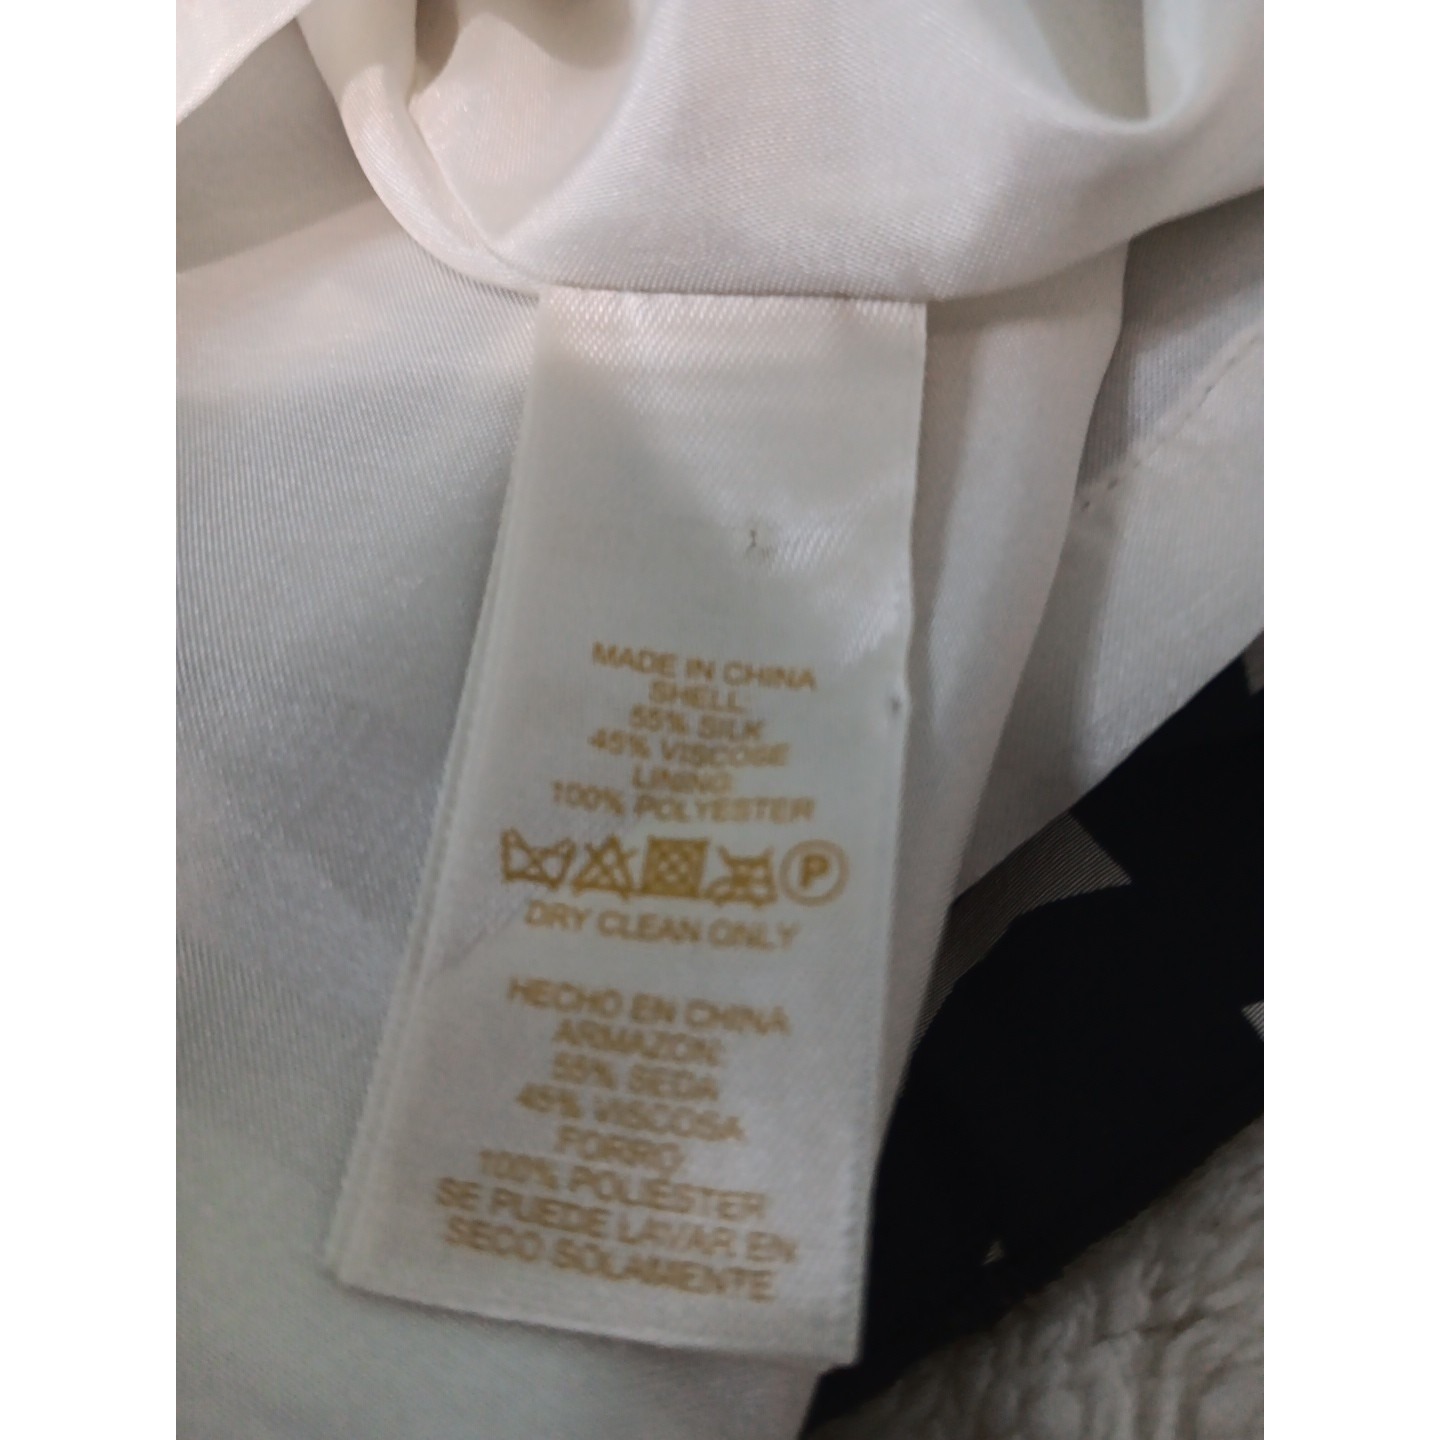 MADE IN CHINA
SHELL:
55% SILK
45% VISCOSE
LINING:
100% POLYESTER
P
DRY CLEAN ONLY
HECHO EN CHINA
ARMAZON:
55% SEDA
45% VISCOSA
FORRO:
100% POLIÉSTER
SE PUEDE LAVAR EN
SECO SOLAMENTE